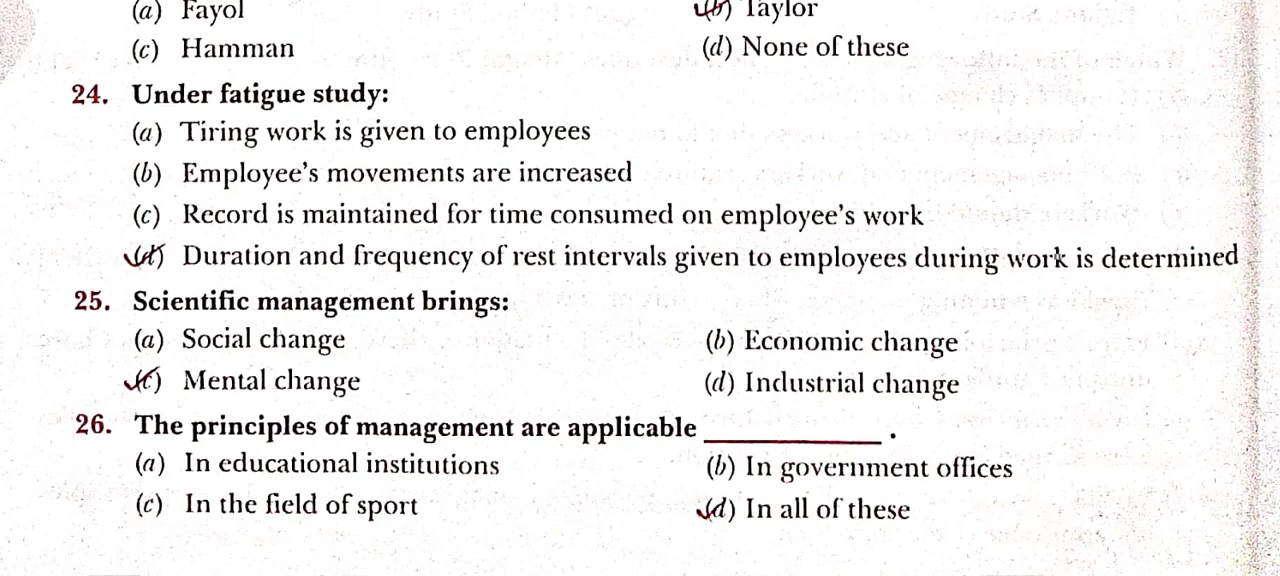 (a) Fayol (b) Taylor
(c) Hamman (d) None of these
24. Under fatigue study:
(a) Tiring work is given to employees
(b) Employee's movements are increased
(c) Record is maintained for time consumed on employee's work
(d) Duration and frequency of rest intervals given to employees during work is determined
25. Scientific management brings:
(a) Social change (b) Economic change
(c) Mental change (d) Industrial change
26. The principles of management are applicable ____________ .
(a) In educational institutions (b) In government offices
(c) In the field of sport (d) In all of these